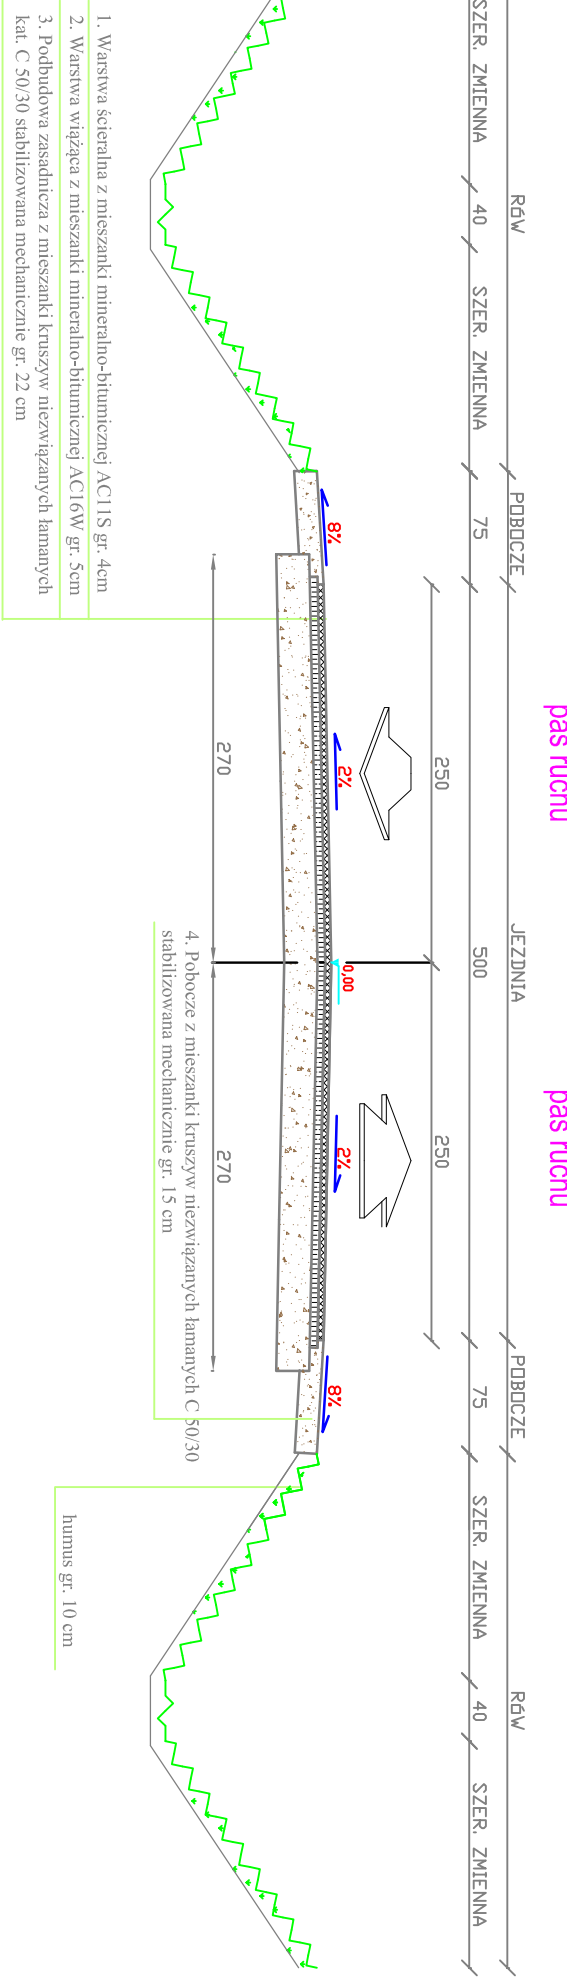 pas rucnu
pas rucnu
RÓW
POBOCZE
JEZDNIA
POBOCZE
RÓW
SZER. ZMIENNA
40
SZER. ZMIENNA
75
500
75
SZER. ZMIENNA
40
SZER. ZMIENNA
250
250
8%
2%
0,00
2%
8%
270
270
4. Pobocze z mieszanki kruszyw niezwiązanych łamanych C 50/30
stabilizowana mechanicznie gr. 15 cm
1. Warstwa ścieralna z mieszanki mineralno-bitumicznej AC11S gr. 4cm
2. Warstwa wiążąca z mieszanki mineralno-bitumicznej AC16W gr. 5cm
3. Podbudowa zasadnicza z mieszanki kruszyw niezwiązanych łamanych
kat. C 50/30 stabilizowana mechanicznie gr. 22 cm
humus gr. 10 cm